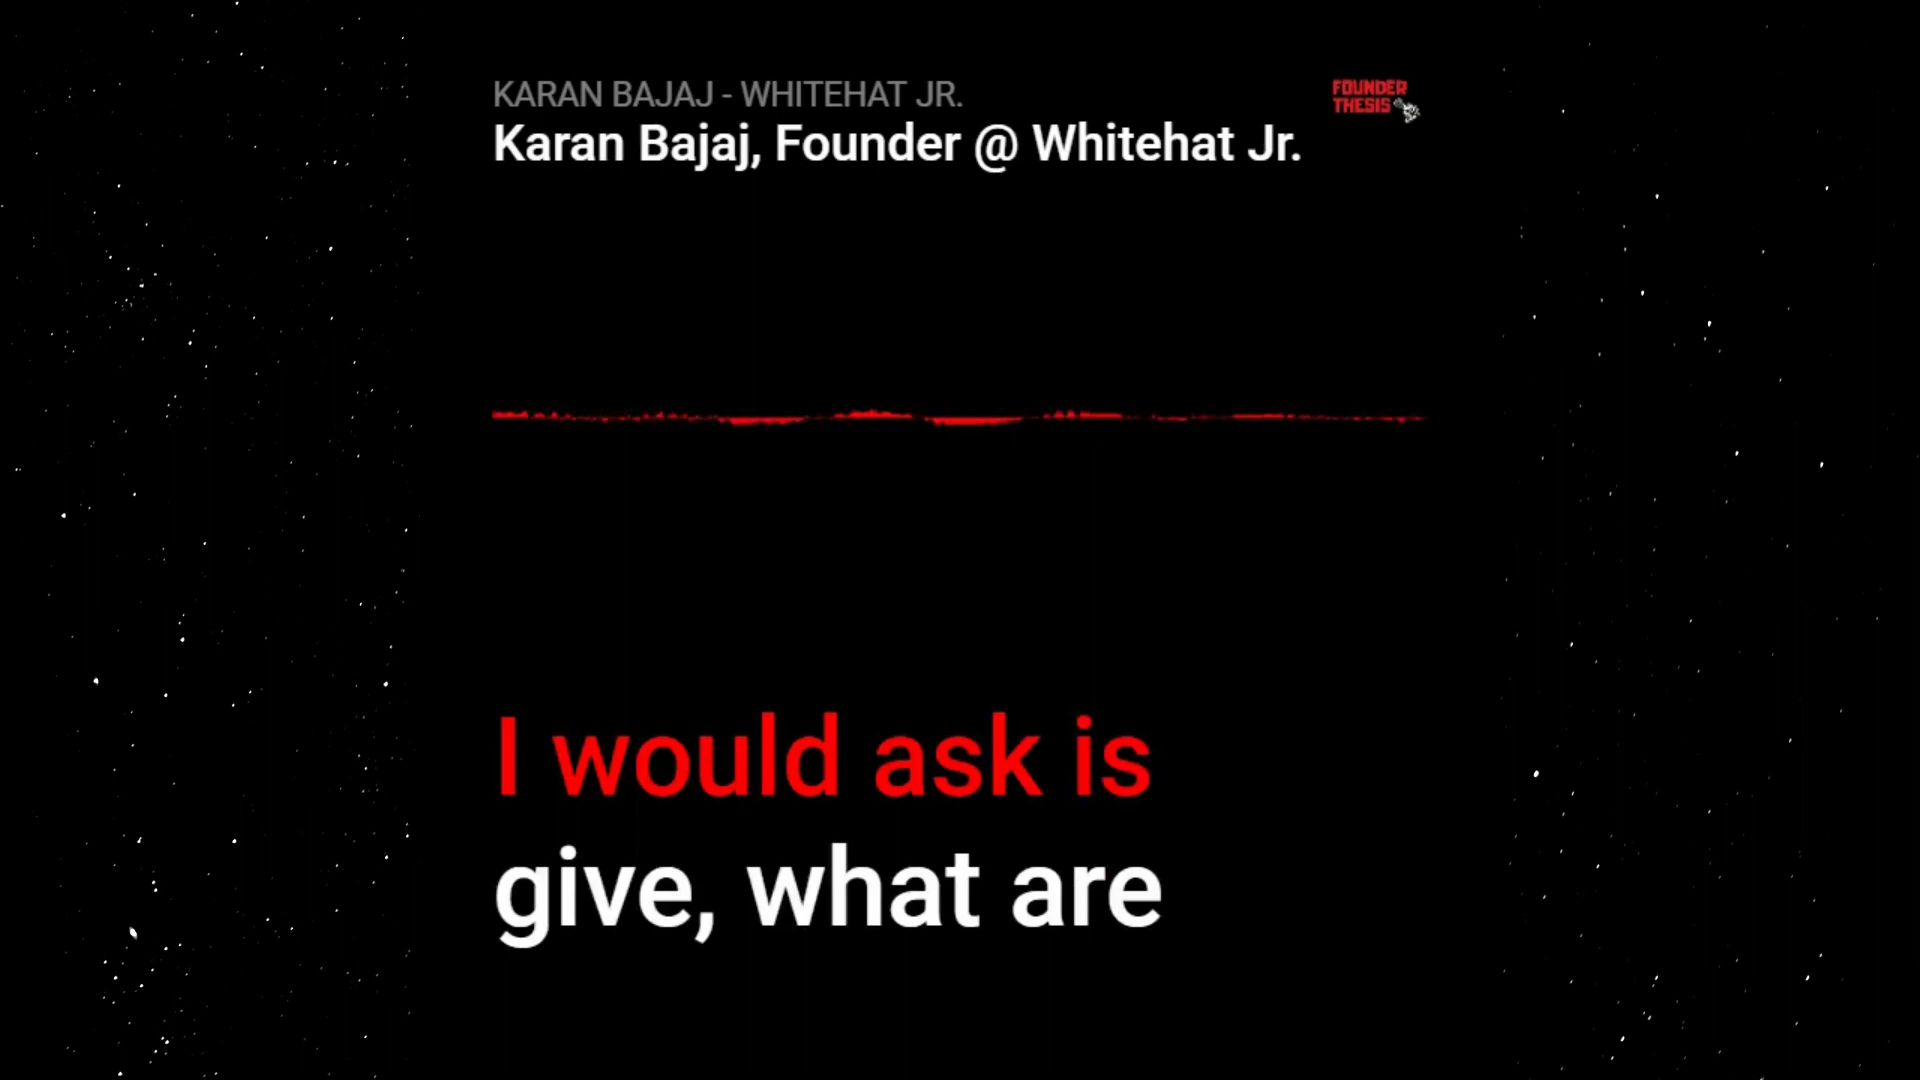 KARAN BAJAJ - WHITEHAT JR.
Karan Bajaj, Founder @ Whitehat Jr.
FOUNDER
THESIS
I would ask is
give, what are